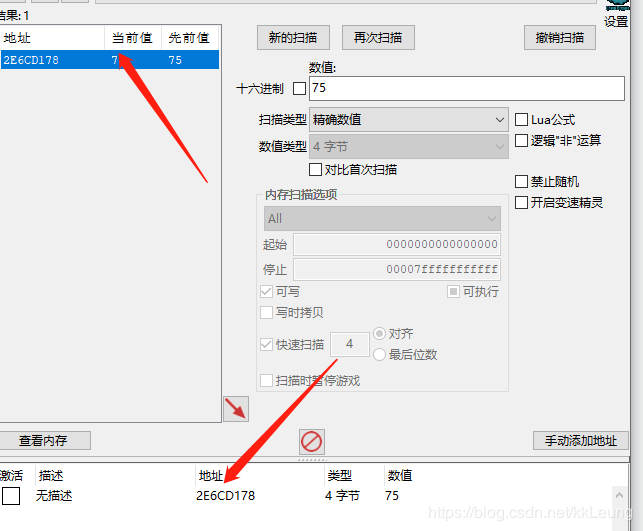 结果: 1
设置
地址 当前值 先前值
2E6CD178 7 75
新的扫描 再次扫描 撤销扫描
数值:
十六进制 75
扫描类型 精确数值 Lua公式
数值类型 4 字节 逻辑"非"运算
对比首次扫描
内存扫描选项 禁止随机
All 开启变速精灵
起始 0000000000000000
停止 00007fffffffffff
可写 可执行
写时拷贝
快速扫描 4 对齐
最后位数
扫描时暂停游戏
查看内存 手动添加地址
激活 描述 地址 类型 数值
无描述 2E6CD178 4 字节 75
https://blog.csdn.net/kkLeung